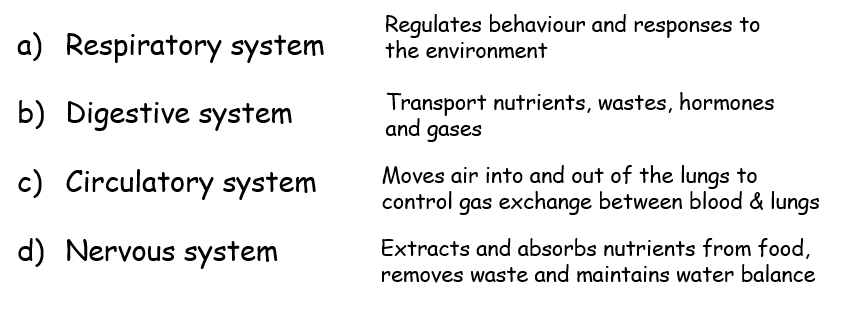 a) Respiratory system
Regulates behaviour and responses to
the environment
b) Digestive system
Transport nutrients, wastes, hormones
and gases
c) Circulatory system
Moves air into and out of the lungs to
control gas exchange between blood & lungs
d) Nervous system
Extracts and absorbs nutrients from food,
removes waste and maintains water balance